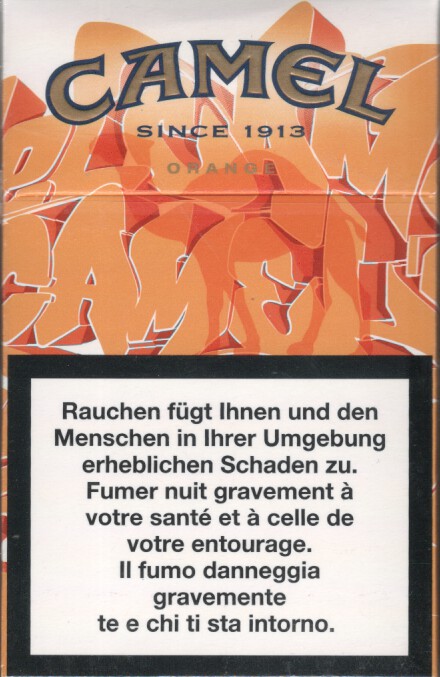 CAMEL
SINCE 1913
ORANGE
CAMEL
Rauchen fügt Ihnen und den
Menschen in Ihrer Umgebung
erheblichen Schaden zu.
Fumer nuit gravement à
votre santé et à celle de
votre entourage.
Il fumo danneggia
gravemente
te e chi ti sta intorno.